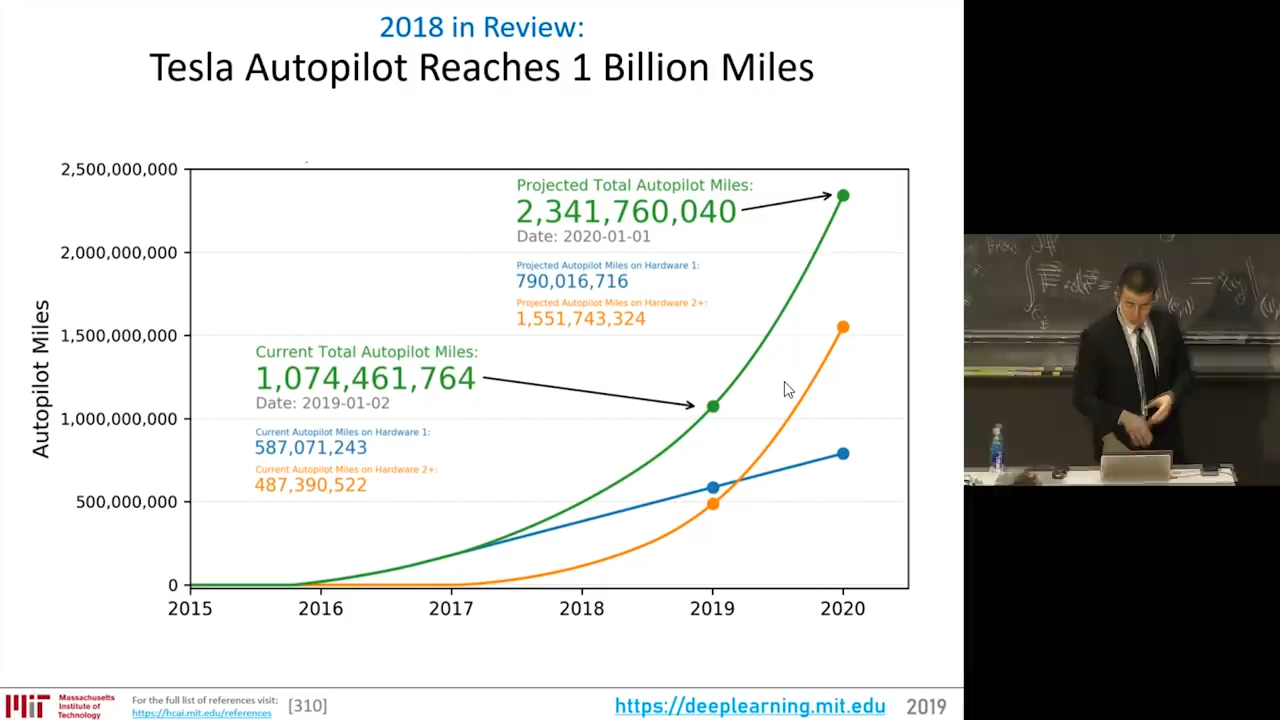 2018 in Review:
Tesla Autopilot Reaches 1 Billion Miles
2,500,000,000
2,000,000,000
1,500,000,000
1,000,000,000
500,000,000
0
Autopilot Miles
Projected Total Autopilot Miles:
2,341,760,040
Date: 2020-01-01
Projected Autopilot Miles on Hardware 1:
790,016,716
Projected Autopilot Miles on Hardware 2+:
1,551,743,324
Current Total Autopilot Miles:
1,074,461,764
Date: 2019-01-02
Current Autopilot Miles on Hardware 1:
587,071,243
Current Autopilot Miles on Hardware 2+:
487,390,522
2015 2016 2017 2018 2019 2020
Massachusetts
Institute of
Technology
For the full list of references visit:
https://hcai.mit.edu/references
[310]
https://deeplearning.mit.edu 2019